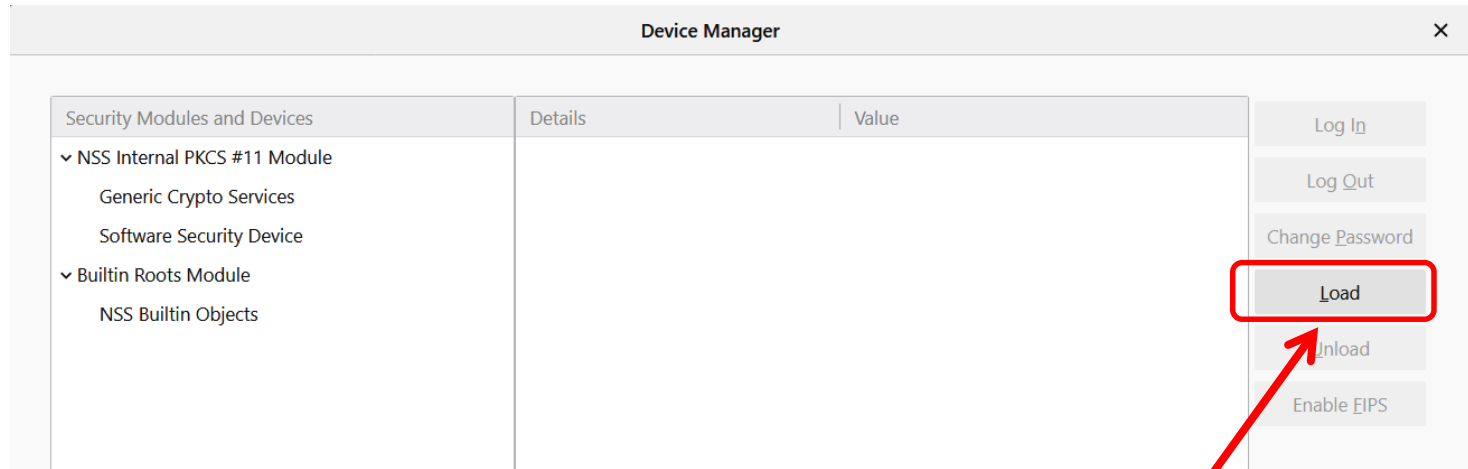 Device Manager
Security Modules and Devices
Details
Value
NSS Internal PKCS #11 Module
Generic Crypto Services
Software Security Device
Builtin Roots Module
NSS Builtin Objects
Log In
Log Out
Change Password
Load
Unload
Enable FIPS